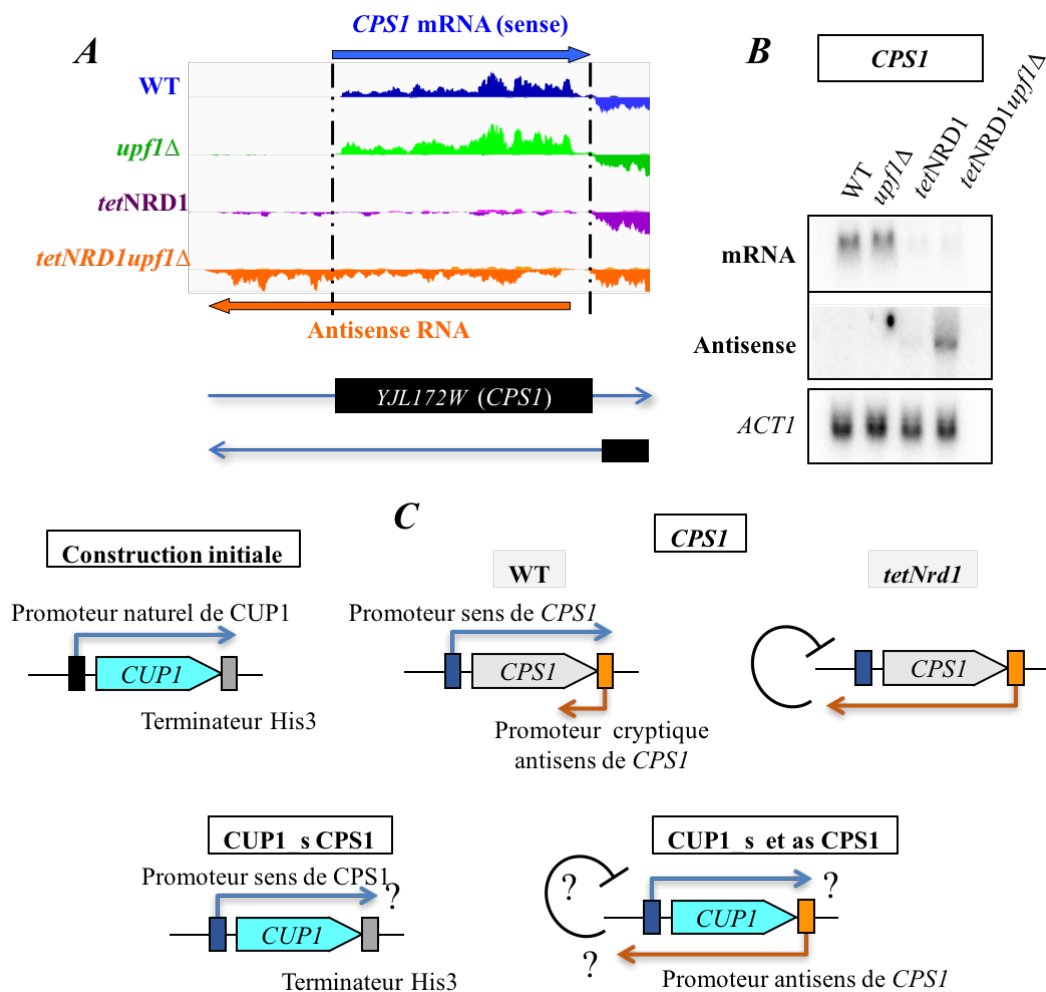 A
CPS1 mRNA (sense)
WT
upf1Δ
tetNRD1
tetNRD1upf1Δ
Antisense RNA
YJL172W (CPS1)
B
CPS1
WT
upf1Δ
tetNRD1
tetNRD1upf1Δ
mRNA
Antisense
ACT1
Construction initiale
Promoteur naturel de CUP1
CUP1
Terminateur His3
C
CPS1
WT
Promoteur sens de CPS1
CPS1
Promoteur cryptique
antisens de CPS1
tetNrd1
CPS1
CUP1_s CPS1
Promoteur sens de CPS1
?
CUP1
Terminateur His3
CUP1_s et as CPS1
?
?
CUP1
?
Promoteur antisens de CPS1